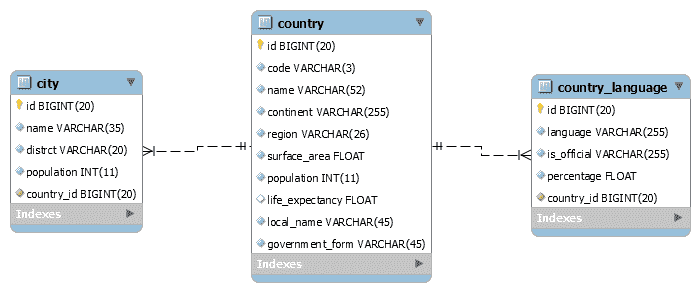 city
id BIGINT(20)
name VARCHAR(35)
distrct VARCHAR(20)
population INT(11)
country_id BIGINT(20)
Indexes
country
id BIGINT(20)
code VARCHAR(3)
name VARCHAR(52)
continent VARCHAR(255)
region VARCHAR(26)
surface_area FLOAT
population INT(11)
life_expectancy FLOAT
local_name VARCHAR(45)
government_form VARCHAR(45)
Indexes
country_language
id BIGINT(20)
language VARCHAR(255)
is_official VARCHAR(255)
percentage FLOAT
country_id BIGINT(20)
Indexes